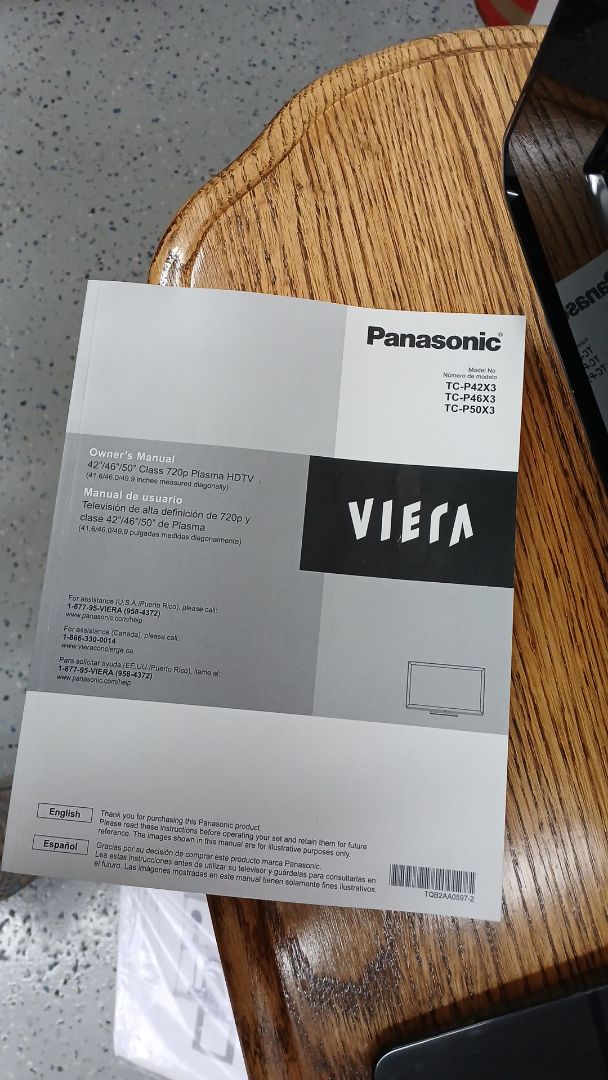 Panasonic®
Model No.
Número de modelo
TC-P42X3
TC-P46X3
TC-P50X3
Owner's Manual
42"/46"/50" Class 720p Plasma HDTV
(41.6/46.0/49.9 inches measured diagonally)
Manual de usuario
Televisión de alta definición de 720p y
clase 42"/46"/50" de Plasma
(41,6/46,0/49,9 pulgadas medidas diagonalmente)
VIERA
For assistance (U.S.A./Puerto Rico), please call:
1-877-95-VIERA (958-4372)
www.panasonic.com/help
For assistance (Canada), please call:
1-866-330-0014
www.vieraconcierge.ca
Para solicitar ayuda (EE.UU./Puerto Rico), llame al:
1-877-95-VIERA (958-4372)
www.panasonic.com/help
English
Thank you for purchasing this Panasonic product.
Please read these instructions before operating your set and retain them for future
reference. The images shown in this manual are for illustrative purposes only.
Español
Gracias por su decisión de comprar este producto marca Panasonic.
Lea estas instrucciones antes de utilizar su televisor y guárdelas para consultarlas en
el futuro. Las imágenes mostradas en este manual tienen solamente fines ilustrativos.
TQB2AA0597-2